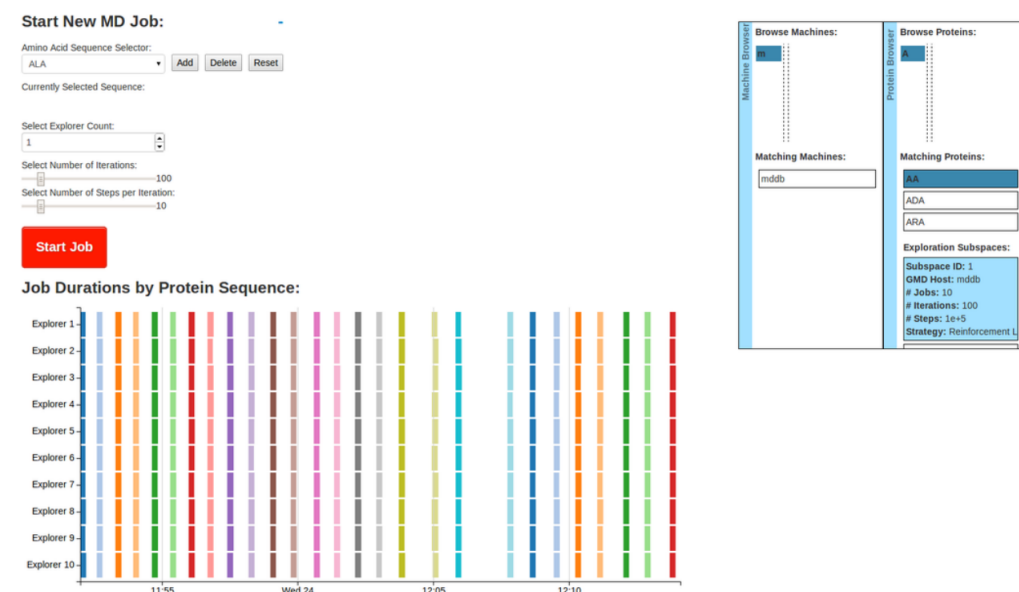 Start New MD Job:
-
Amino Acid Sequence Selector:
ALA
Add Delete Reset
Currently Selected Sequence:
Select Explorer Count:
1
Select Number of Iterations:
100
Select Number of Steps per Iteration:
10
Start Job
Job Durations by Protein Sequence:
Explorer 1
Explorer 2
Explorer 3
Explorer 4
Explorer 5
Explorer 6
Explorer 7
Explorer 8
Explorer 9
Explorer 10
11:55 Wed 24 12:05 12:10
Machine Browser
Browse Machines:
m
Matching Machines:
mddb
Protein Browser
Browse Proteins:
A
Matching Proteins:
AA
ADA
ARA
Exploration Subspaces:
Subspace ID: 1
GMD Host: mddb
# Jobs: 10
# Iterations: 100
# Steps: 1e+5
Strategy: Reinforcement L